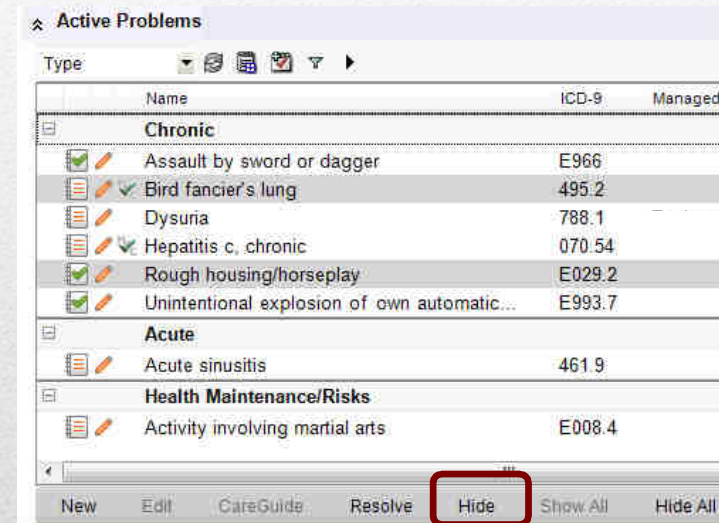 Active Problems
Type
Name ICD-9 Managed
Chronic
Assault by sword or dagger E966
Bird fancier's lung 495.2
Dysuria 788.1
Hepatitis c, chronic 070.54
Rough housing/horseplay E029.2
Unintentional explosion of own automatic... E993.7
Acute
Acute sinusitis 461.9
Health Maintenance/Risks
Activity involving martial arts E008.4
New Edit CareGuide Resolve Hide Show All Hide All